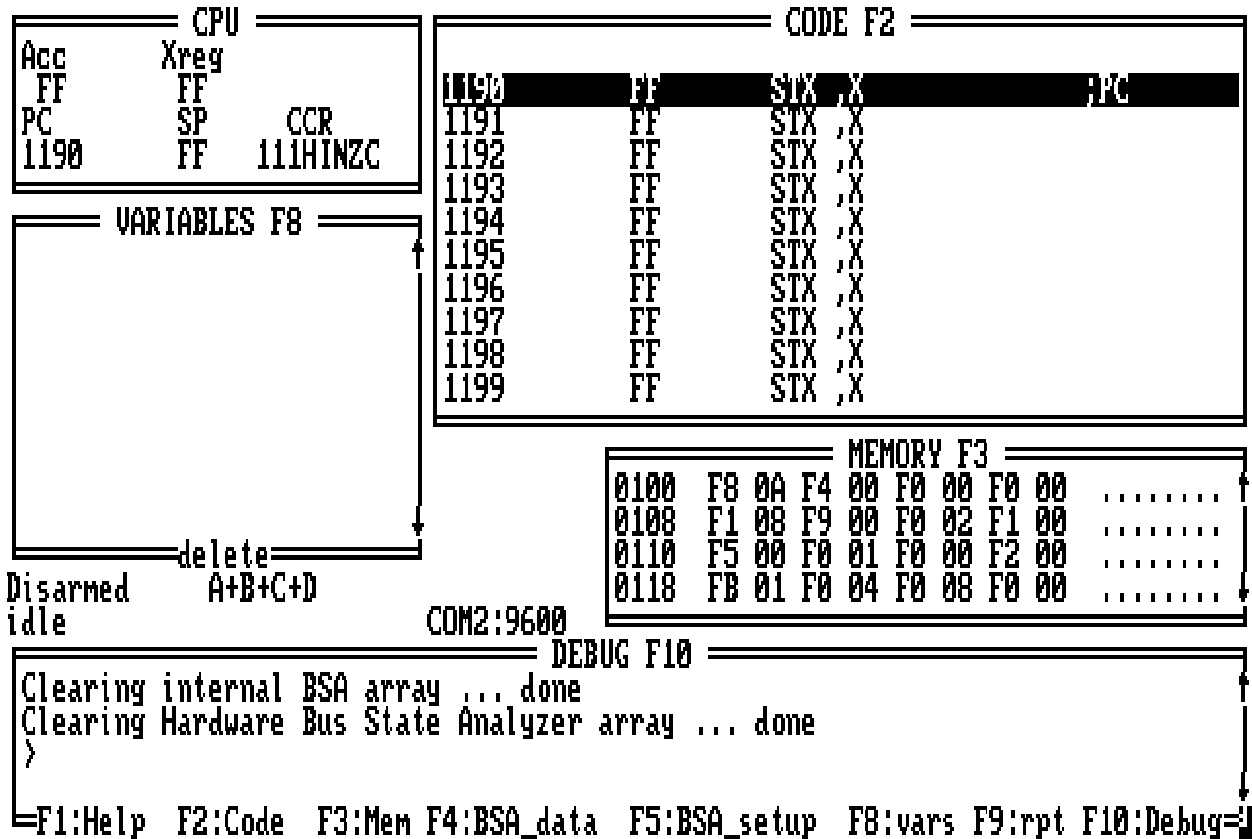 CPU
Acc Xreg
FF FF
PC SP CCR
1190 FF 111HINZC
CODE F2
1190 FF STX ,X ;PC
1191 FF STX ,X
1192 FF STX ,X
1193 FF STX ,X
1194 FF STX ,X
1195 FF STX ,X
1196 FF STX ,X
1197 FF STX ,X
1198 FF STX ,X
1199 FF STX ,X
VARIABLES F8
delete
MEMORY F3
0100 F8 0A F4 00 F0 00 F0 00 ........
0108 F1 08 F9 00 F0 02 F1 00 ........
0110 F5 00 F0 01 F0 00 F2 00 ........
0118 FB 01 F0 04 F0 08 F0 00 ........
Disarmed A+B+C+D
idle COM2:9600
DEBUG F10
Clearing internal BSA array ... done
Clearing Hardware Bus State Analyzer array ... done
>
F1:Help F2:Code F3:Mem F4:BSA_data F5:BSA_setup F8:vars F9:rpt F10:Debug